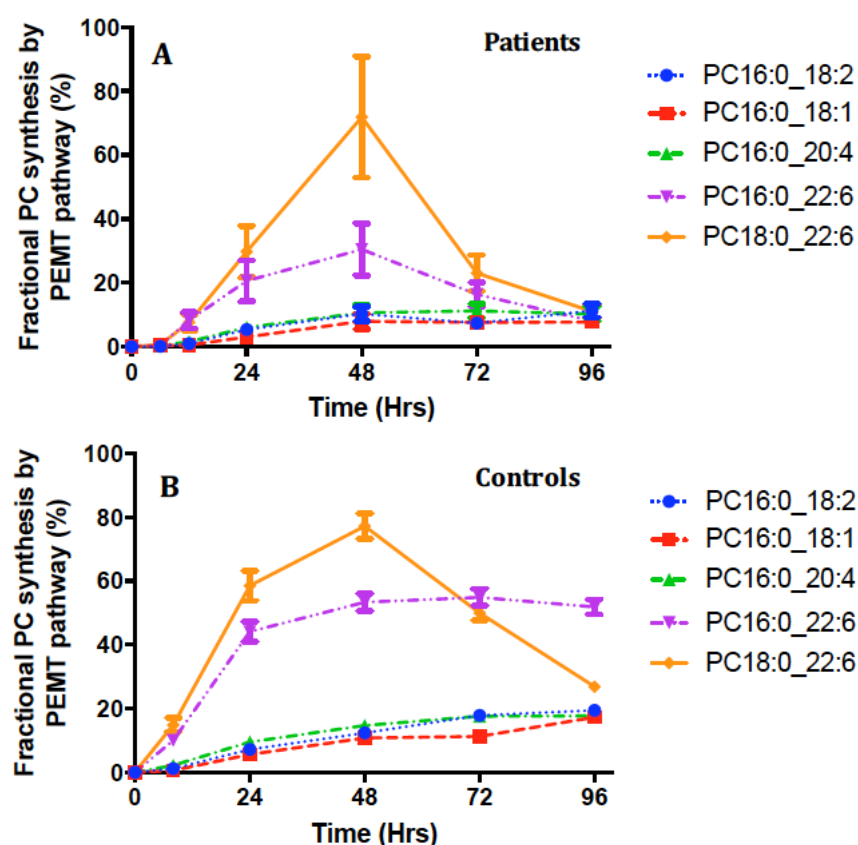 A
Patients
Fractional PC synthesis by
PEMT pathway (%)
100
80
60
40
20
0
0 24 48 72 96
Time (Hrs)
PC16:0_18:2
PC16:0_18:1
PC16:0_20:4
PC16:0_22:6
PC18:0_22:6
B
Controls
Fractional PC synthesis by
PEMT pathway (%)
100
80
60
40
20
0
0 24 48 72 96
Time (Hrs)
PC16:0_18:2
PC16:0_18:1
PC16:0_20:4
PC16:0_22:6
PC18:0_22:6